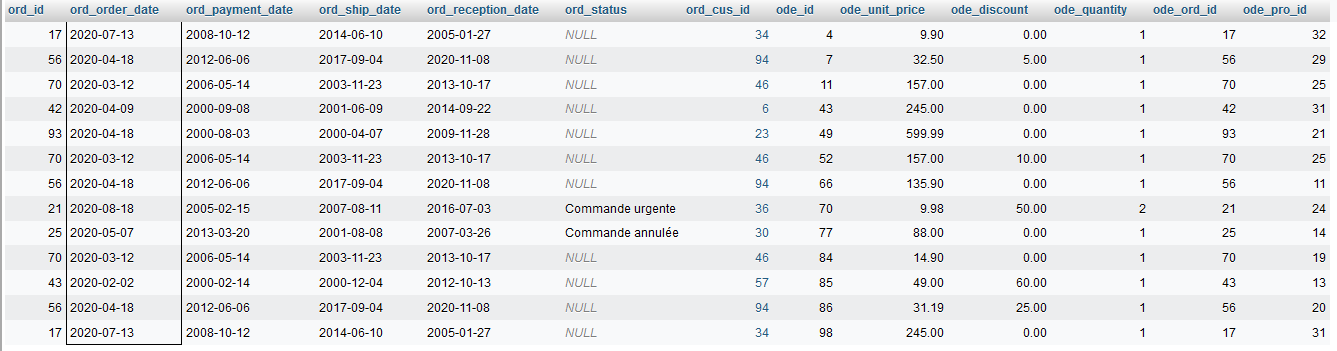 ord_id ord_order_date ord_payment_date ord_ship_date ord_reception_date ord_status ord_cus_id ode_id ode_unit_price ode_discount ode_quantity ode_ord_id ode_pro_id
17 2020-07-13 2008-10-12 2014-06-10 2005-01-27 NULL 34 4 9.90 0.00 1 17 32
56 2020-04-18 2012-06-06 2017-09-04 2020-11-08 NULL 94 7 32.50 5.00 1 56 29
70 2020-03-12 2006-05-14 2003-11-23 2013-10-17 NULL 46 11 157.00 0.00 1 70 25
42 2020-04-09 2000-09-08 2001-06-09 2014-09-22 NULL 6 43 245.00 0.00 1 42 31
93 2020-04-18 2000-08-03 2000-04-07 2009-11-28 NULL 23 49 599.99 0.00 1 93 21
70 2020-03-12 2006-05-14 2003-11-23 2013-10-17 NULL 46 52 157.00 10.00 1 70 25
56 2020-04-18 2012-06-06 2017-09-04 2020-11-08 NULL 94 66 135.90 0.00 1 56 11
21 2020-08-18 2005-02-15 2007-08-11 2016-07-03 Commande urgente 36 70 9.98 50.00 2 21 24
25 2020-05-07 2013-03-20 2001-08-08 2007-03-26 Commande annulée 30 77 88.00 0.00 1 25 14
70 2020-03-12 2006-05-14 2003-11-23 2013-10-17 NULL 46 84 14.90 0.00 1 70 19
43 2020-02-02 2000-02-14 2000-12-04 2012-10-13 NULL 57 85 49.00 60.00 1 43 13
56 2020-04-18 2012-06-06 2017-09-04 2020-11-08 NULL 94 86 31.19 25.00 1 56 20
17 2020-07-13 2008-10-12 2014-06-10 2005-01-27 NULL 34 98 245.00 0.00 1 17 31